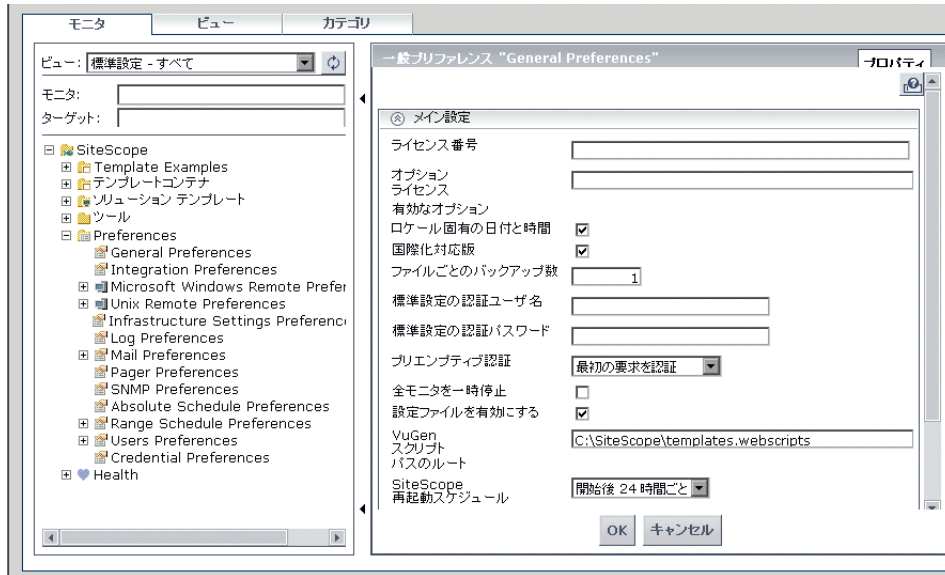 モニタ
ビュー
カテゴリ
ビュー: 標準設定 - すべて
モニタ:
ターゲット:
SiteScope
Template Examples
テンプレートコンテナ
ソリューション テンプレート
ツール
Preferences
General Preferences
Integration Preferences
Microsoft Windows Remote Prefer
Unix Remote Preferences
Infrastructure Settings Preferenc
Log Preferences
Mail Preferences
Pager Preferences
SNMP Preferences
Absolute Schedule Preferences
Range Schedule Preferences
Users Preferences
Credential Preferences
Health
一般プリファレンス "General Preferences"
プロパティ
メイン設定
ライセンス番号
オプション
ライセンス
有効なオプション
ロケール固有の日付と時間
国際化対応版
ファイルごとのバックアップ数 1
標準設定の認証ユーザ名
標準設定の認証パスワード
プリエンプティブ認証 最初の要求を認証
全モニタを一時停止
設定ファイルを有効にする
VuGen
スクリプト
パスのルート
C:\SiteScope\templates.webscripts
SiteScope
再起動スケジュール
開始後 24 時間ごと
OK
キャンセル